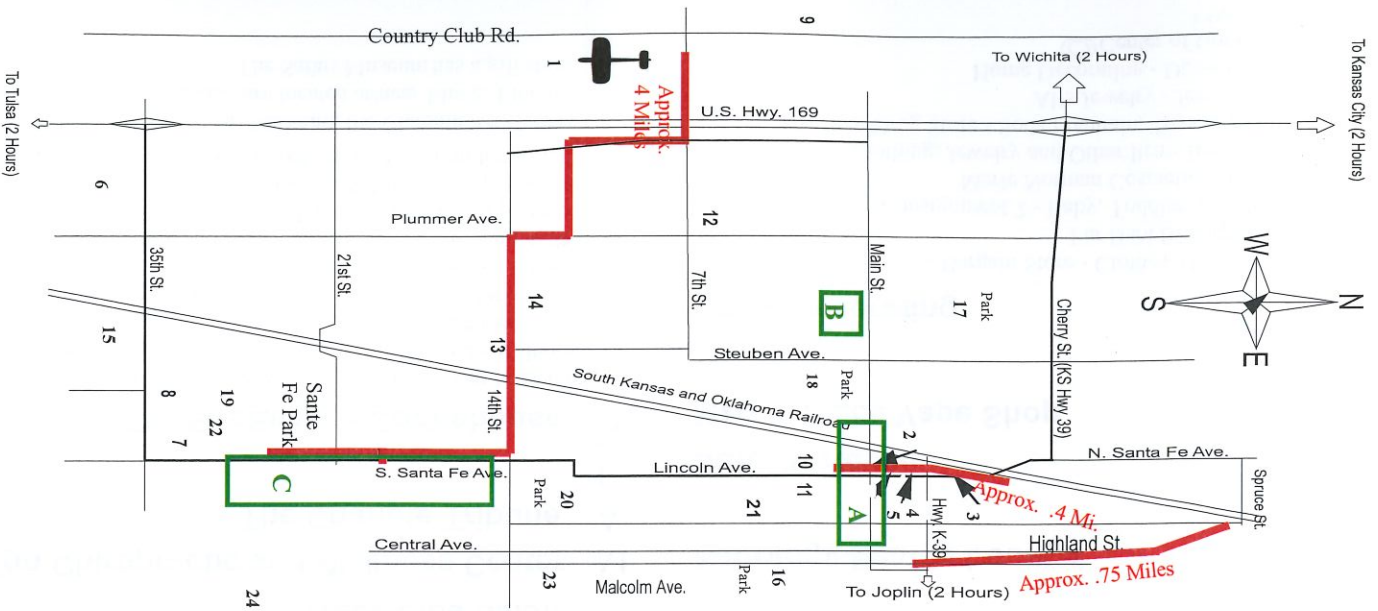 9
To Kansas City (2 Hours)
To Wichita (2 Hours)
Country Club Rd.
1
Approx.
4 Miles
U.S. Hwy. 169
To Tulsa (2 Hours)
W
N
S
E
6
Plummer Ave.
12
35th St.
21st St.
7th St.
Main St.
14
B
17
Park
Cherry St. (KS Hwy. 39)
15
13
Steuben Ave.
18
Park
South Kansas and Oklahoma Railroad
8
19
22
7
Sante
Fe Park
14th St.
2
N. Santa Fe Ave.
S. Santa Fe Ave.
Lincoln Ave.
10
11
C
Park
20
21
A
5
4
3
Approx. .4 Mi.
Spruce St.
Hwy. K-39
Highland St.
Central Ave.
23
Malcolm Ave.
Park
16
Approx. .75 Miles
To Joplin (2 Hours)
24